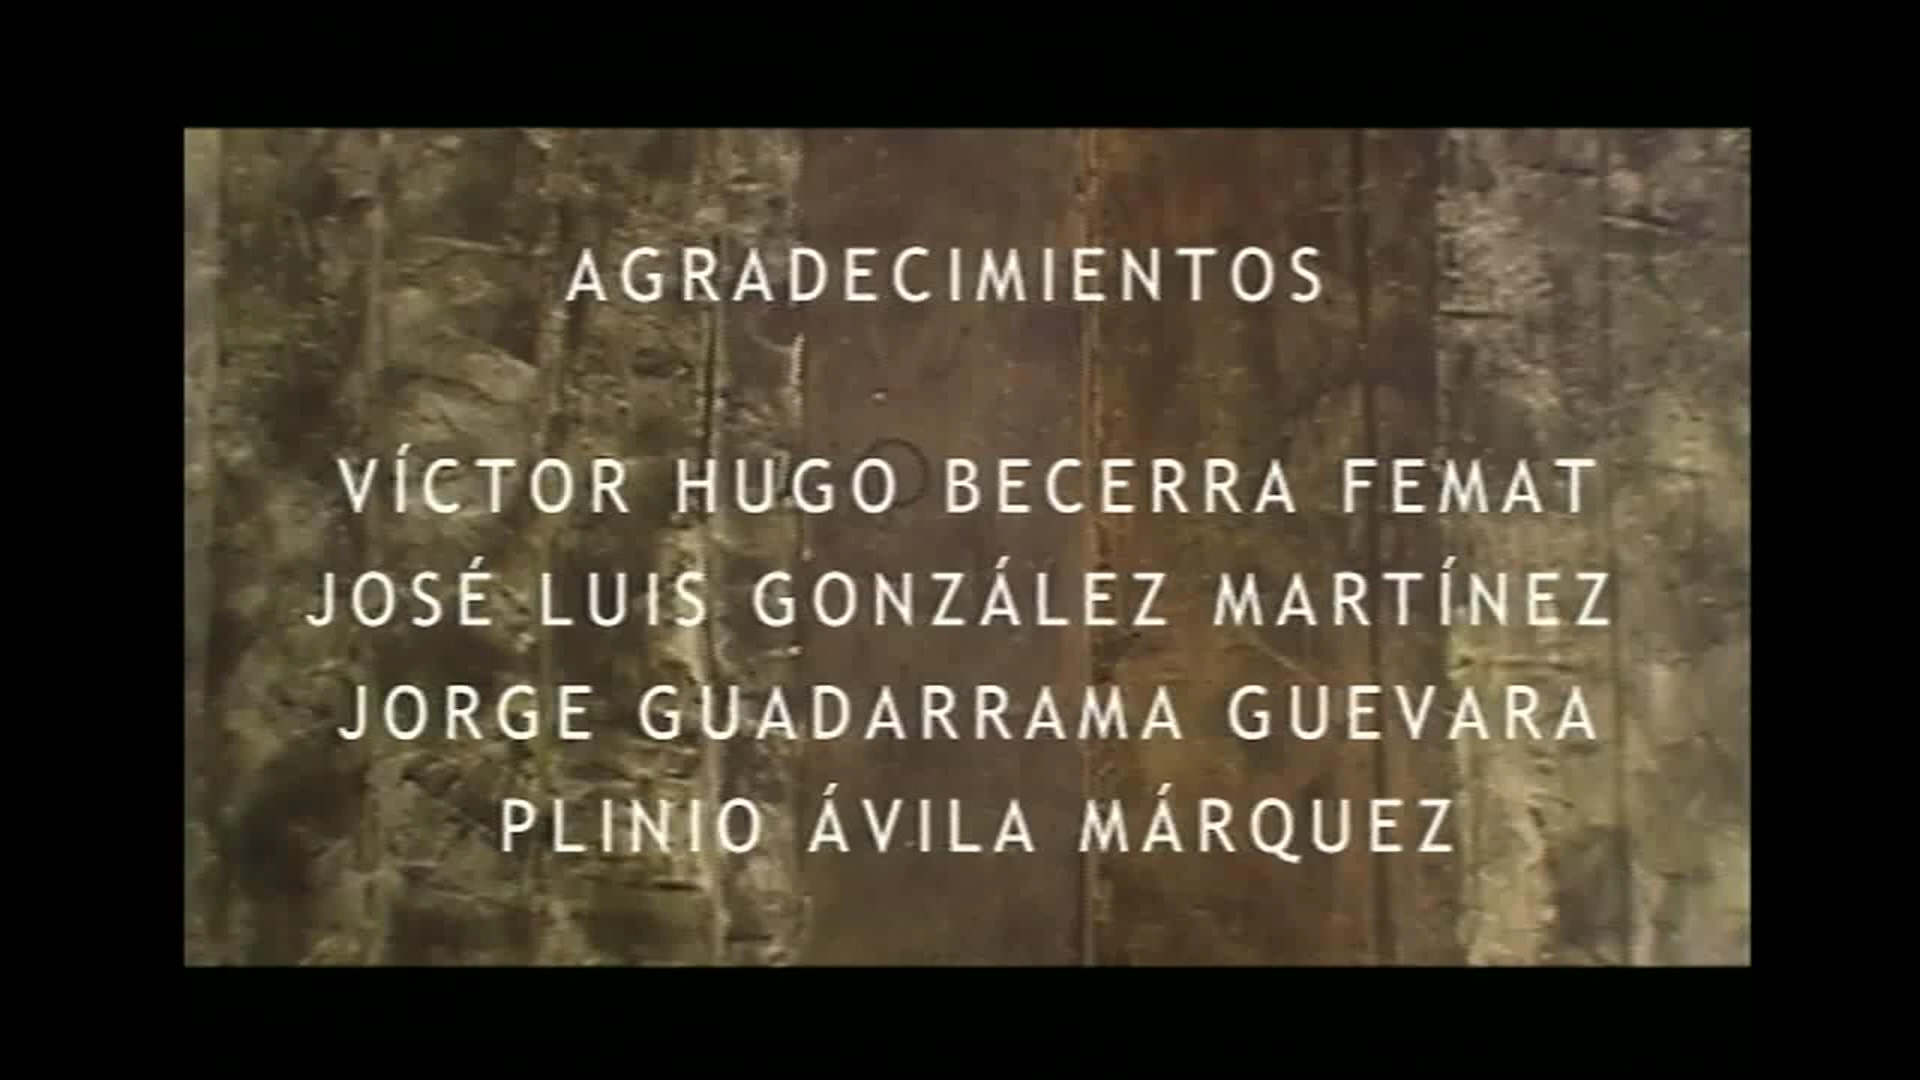 AGRADECIMIENTOS
VÍCTOR HUGO BECERRA FEMAT
JOSÉ LUIS GONZÁLEZ MARTÍNEZ
JORGE GUADARRAMA GUEVARA
PLINIO ÁVILA MÁRQUEZ